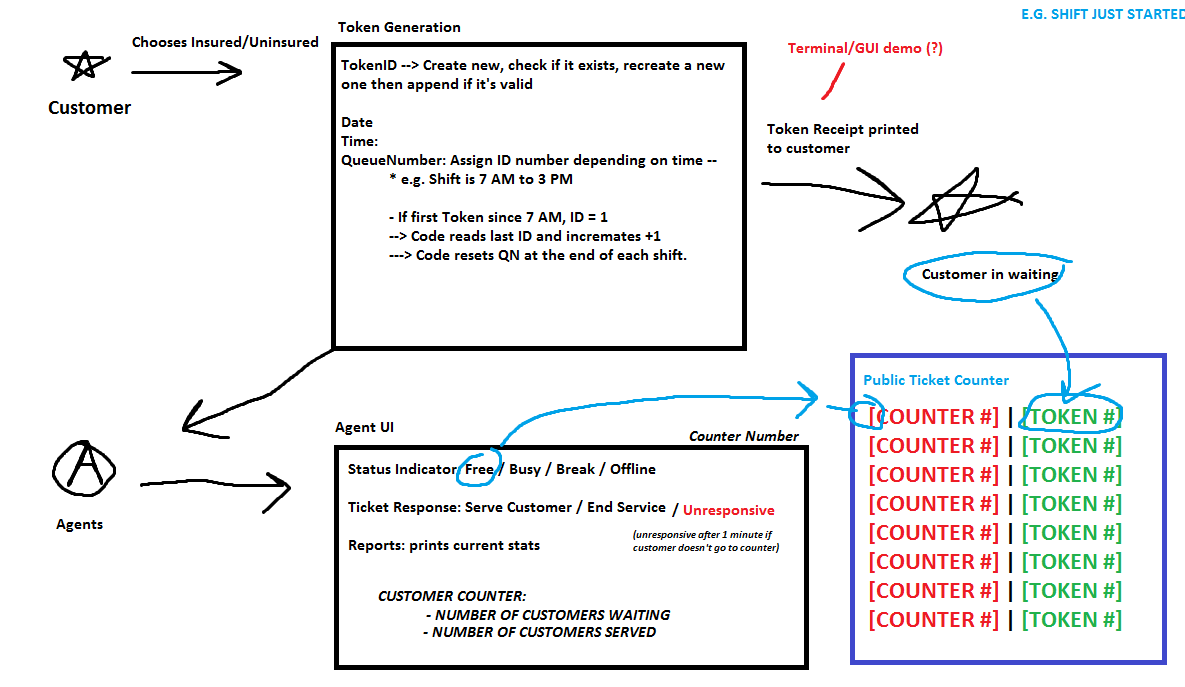 E.G. SHIFT JUST STARTED
Token Generation
Chooses Insured/Uninsured
Customer
TokenID --> Create new, check if it exists, recreate a new
one then append if it's valid
Date
Time:
QueueNumber: Assign ID number depending on time --
* e.g. Shift is 7 AM to 3 PM
- If first Token since 7 AM, ID = 1
--> Code reads last ID and incremates +1
---> Code resets QN at the end of each shift.
Terminal/GUI demo (?)
Token Receipt printed
to customer
Customer in waiting
A
Agents
Agent UI
Counter Number
Status Indicator Free / Busy / Break / Offline
Ticket Response: Serve Customer / End Service / Unresponsive
(unresponsive after 1 minute if
customer doesn't go to counter)
Reports: prints current stats
CUSTOMER COUNTER:
- NUMBER OF CUSTOMERS WAITING
- NUMBER OF CUSTOMERS SERVED
Public Ticket Counter
[COUNTER #] | [TOKEN #]
[COUNTER #] | [TOKEN #]
[COUNTER #] | [TOKEN #]
[COUNTER #] | [TOKEN #]
[COUNTER #] | [TOKEN #]
[COUNTER #] | [TOKEN #]
[COUNTER #] | [TOKEN #]
[COUNTER #] | [TOKEN #]